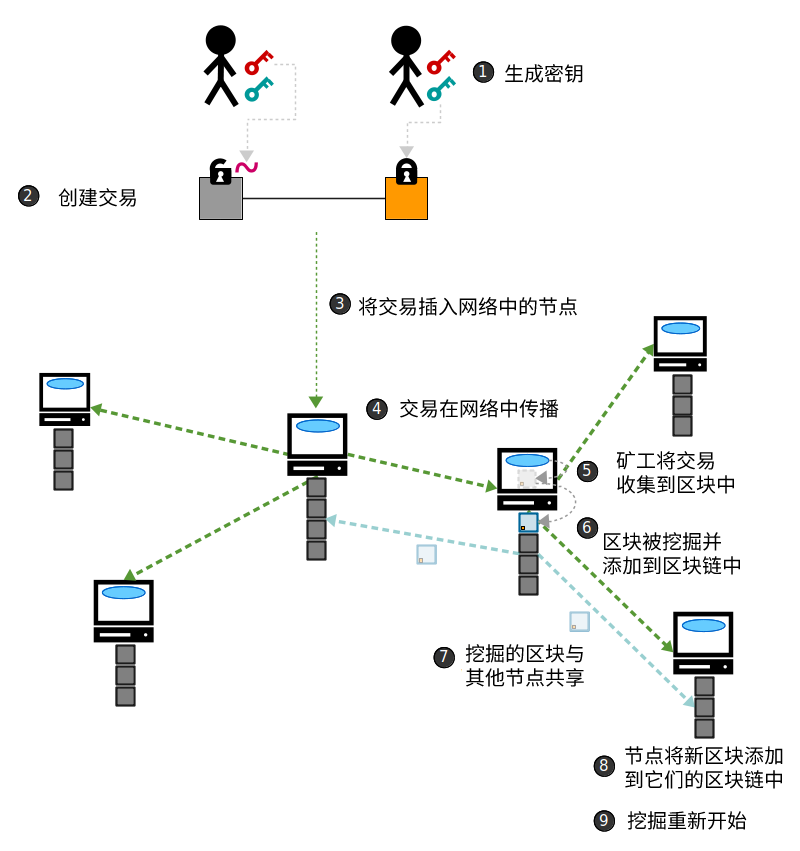 1 生成密钥
2 创建交易
3 将交易插入网络中的节点
4 交易在网络中传播
5 矿工将交易
收集到区块中
6 区块被挖掘并
添加到区块链中
7 挖掘的区块与
其他节点共享
8 节点将新区块添加
到它们的区块链中
9 挖掘重新开始